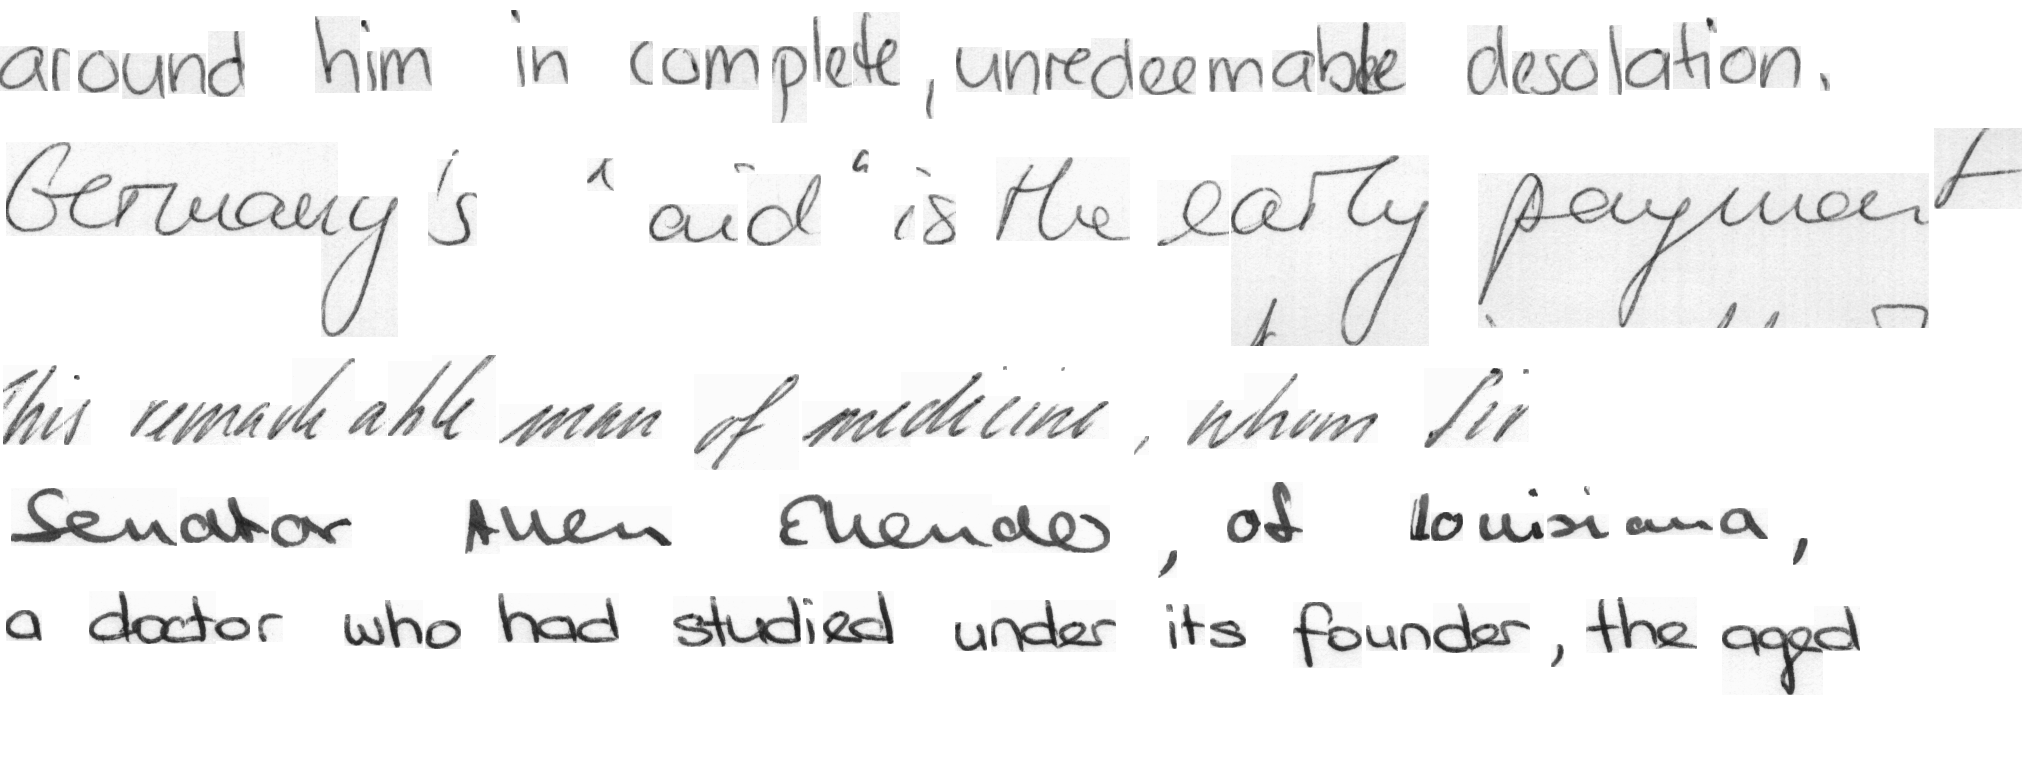 around him in complete, unredeemable desolation.
Germany's "aid" is the early payment
This remarkable man of medicine, whom Sir
Senator Allen Ellender, of Louisiana,
a doctor who had studied under its founder, the aged